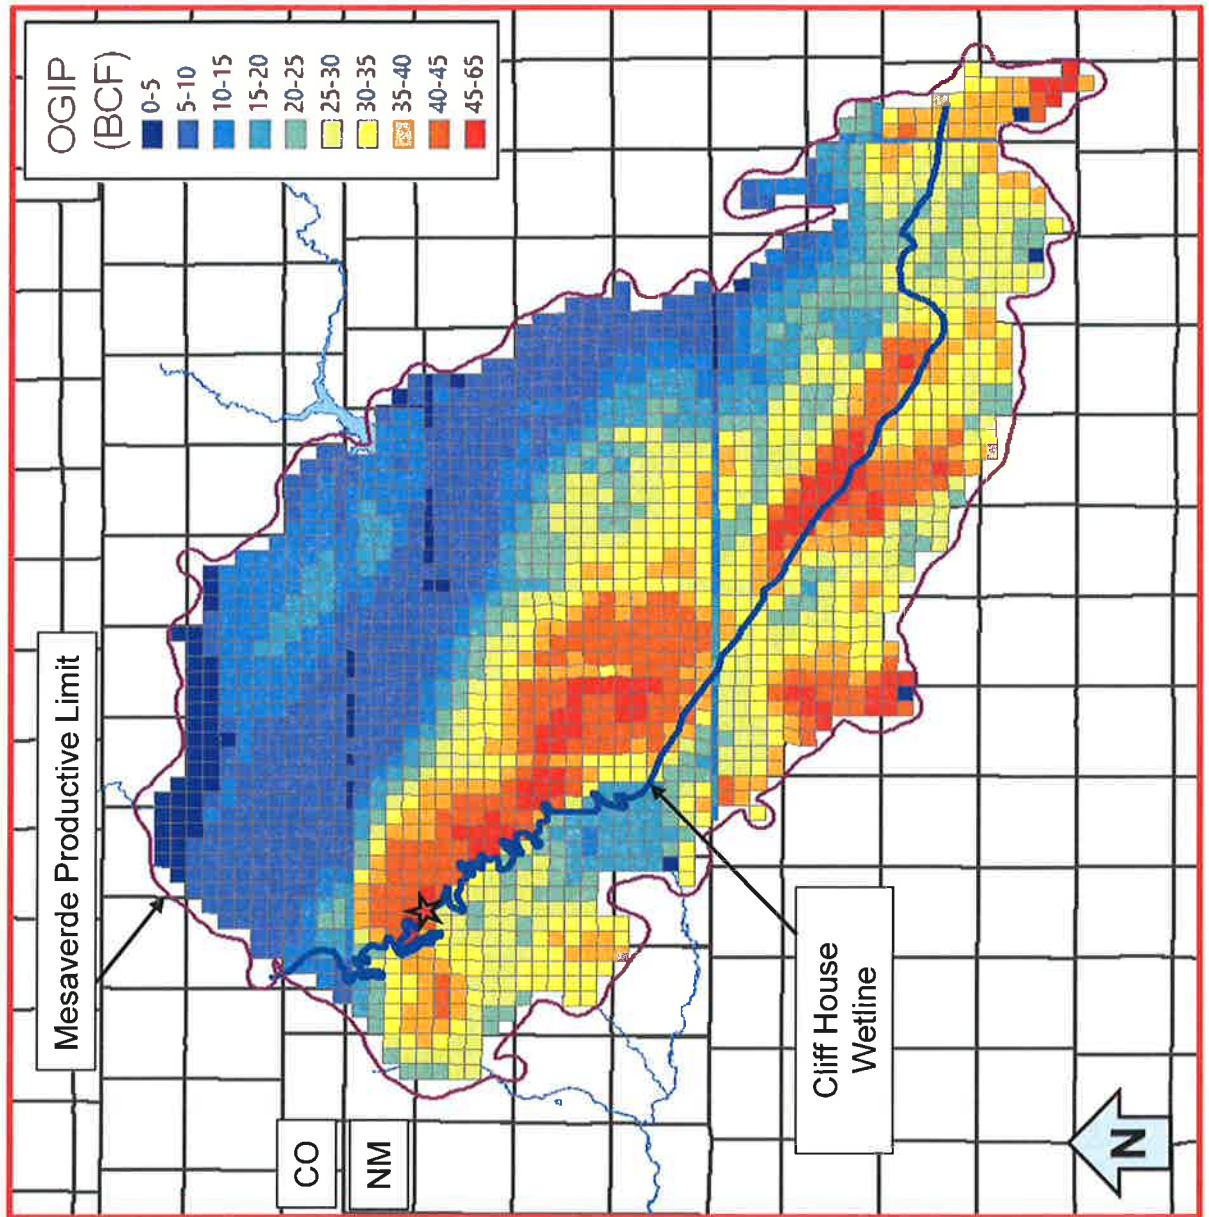 OGIP
(BCF)
0-5
5-10
10-15
15-20
20-25
25-30
30-35
35-40
40-45
45-65
Mesaverde Productive Limit
CO
NM
Cliff House
Wetline
N